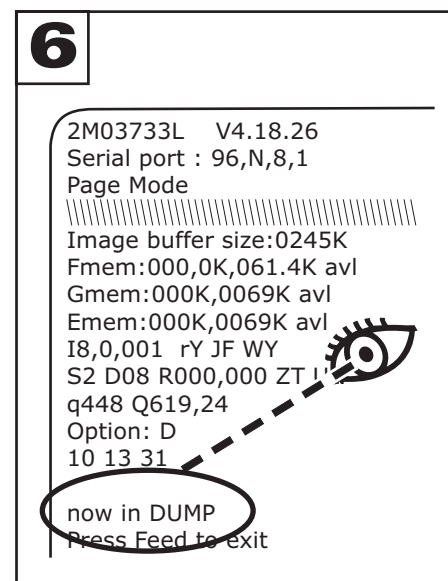 6
2M03733L V4.18.26
Serial port : 96,N,8,1
Page Mode
Image buffer size:0245K
Fmem:000,0K,061.4K avl
Gmem:000K,0069K avl
Emem:000K,0069K avl
I8,0,001 rY JF WY
S2 D08 R000,000 ZT
q448 Q619,24
Option: D
10 13 31
now in DUMP
Press Feed to exit